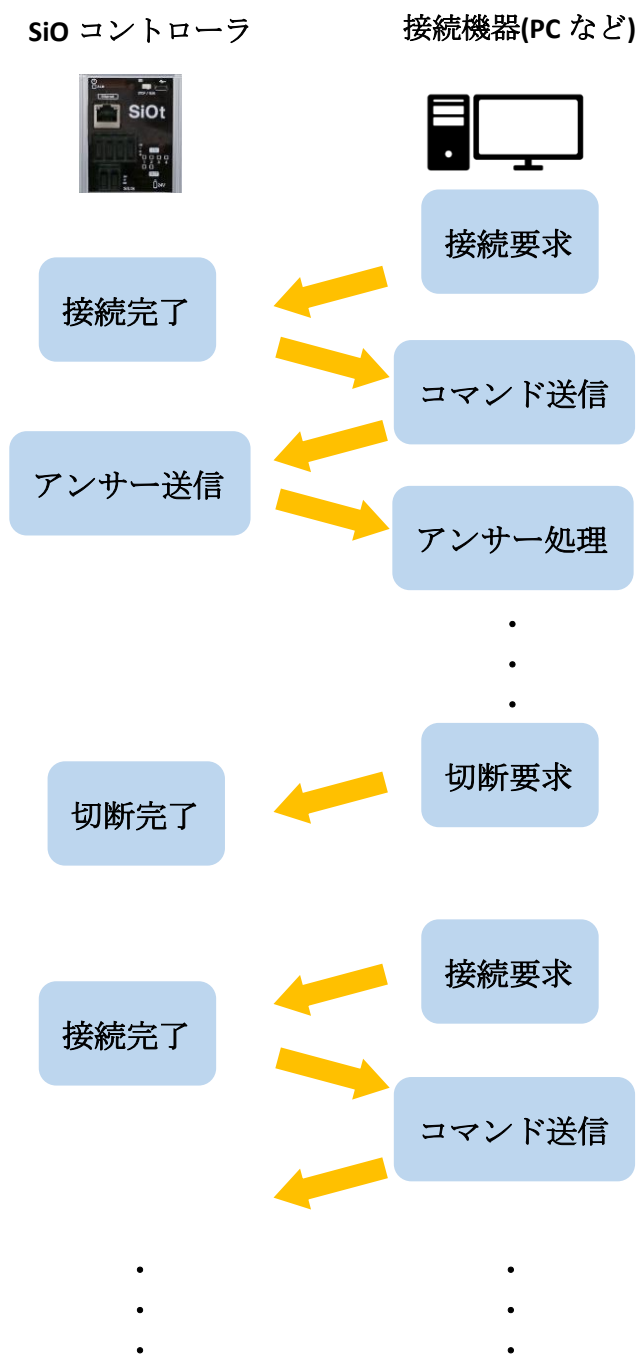 SiO コントローラ
接続機器(PC など)
SiOt
24V
接続要求
接続完了
コマンド送信
アンサー送信
アンサー処理
切断要求
切断完了
接続要求
接続完了
コマンド送信